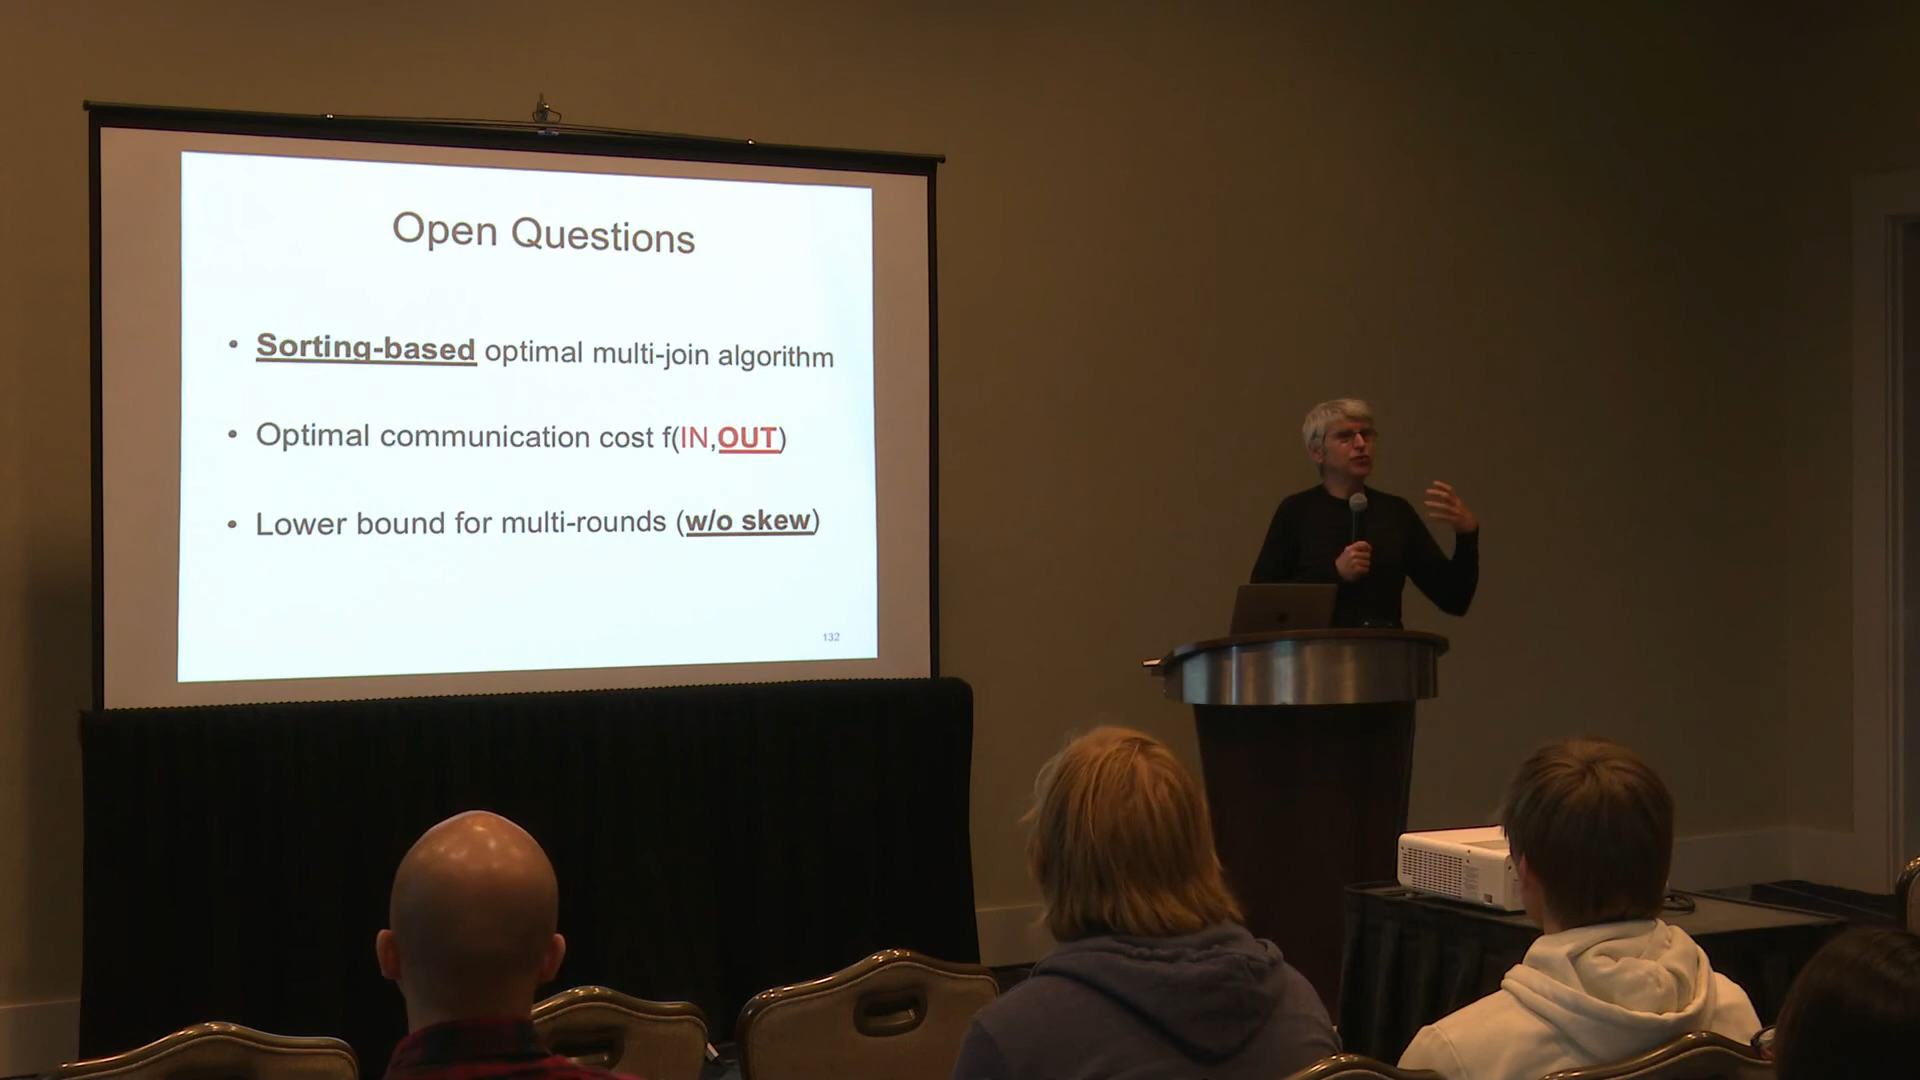 Open Questions
• Sorting-based optimal multi-join algorithm
• Optimal communication cost f(IN,OUT)
• Lower bound for multi-rounds (w/o skew)
132